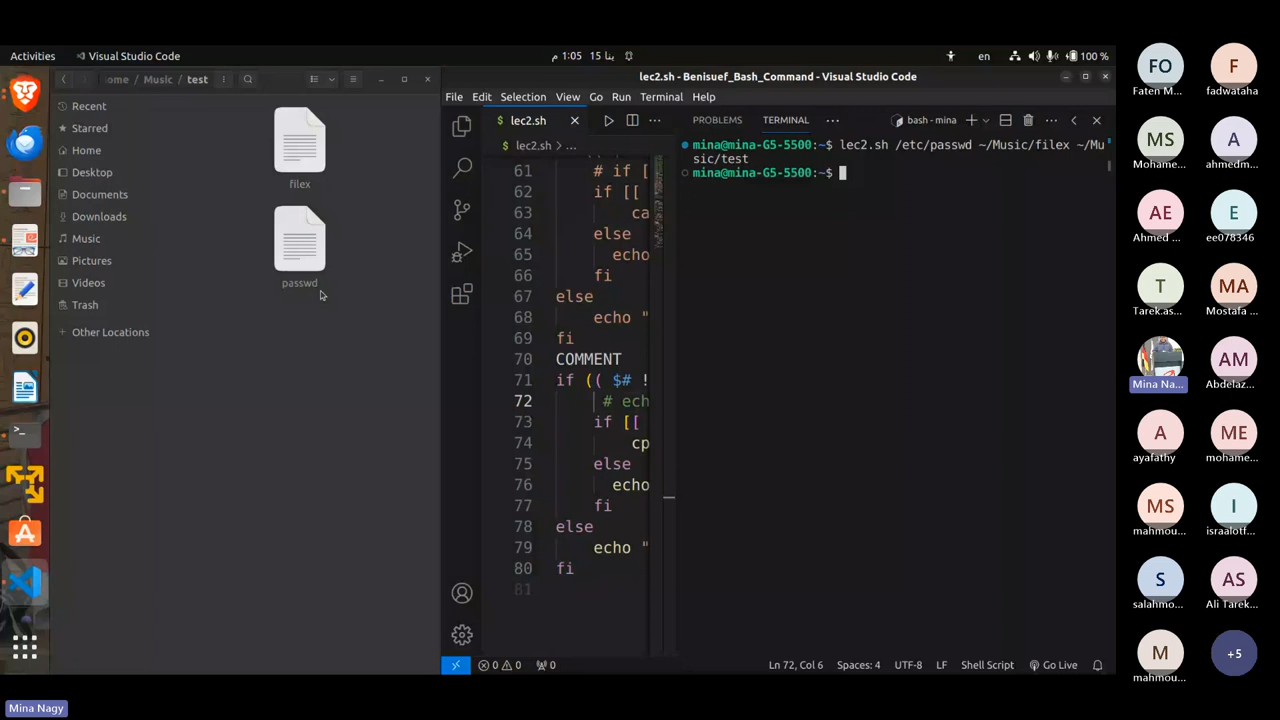 Activities
Visual Studio Code
م 1:05
15 ينا
en
100 %
ome / Music / test
Recent
Starred
Home
Desktop
Documents
Downloads
Music
Pictures
Videos
Trash
+ Other Locations
filex
passwd
lec2.sh - Benisuef_Bash_Command - Visual Studio Code
File Edit Selection View Go Run Terminal Help
lec2.sh
lec2.sh > ...
61 # if [
62 if [[
63 ca
64 else
65 echo
66 fi
67 else
68 echo "
69 fi
70 COMMENT
71 if (( $# !
72 # ech
73 if [[
74 cp
75 else
76 echo
77 fi
78 else
79 echo "
80 fi
81
PROBLEMS TERMINAL ... bash - mina
mina@mina-G5-5500:~$ lec2.sh /etc/passwd ~/Music/filex ~/Mu
sic/test
mina@mina-G5-5500:~$
0 0 0
Ln 72, Col 6 Spaces: 4 UTF-8 LF Shell Script Go Live
FO
Faten M...
F
fadwataha
MS
Mohame...
A
ahmedm...
AE
Ahmed ...
E
ee078346
T
Tarek.as...
MA
Mostafa ...
Mina Na...
AM
Abdelaz...
A
ayafathy
ME
mohame...
MS
mahmou...
I
israalotf...
S
salahmo...
AS
Ali Tarek...
M
mahmou...
+5
Mina Nagy